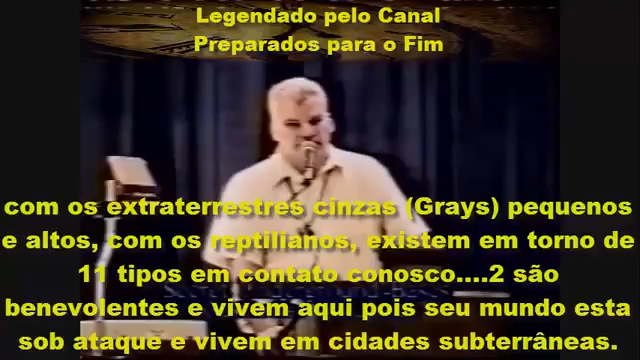 Legendado pelo Canal
Preparados para o Fim
com os extraterrestres cinzas (Grays) pequenos
e altos, com os reptilianos, existem em torno de
11 tipos em contato conosco....2 são
benevolentes e vivem aqui pois seu mundo esta
sob ataque e vivem em cidades subterrâneas.